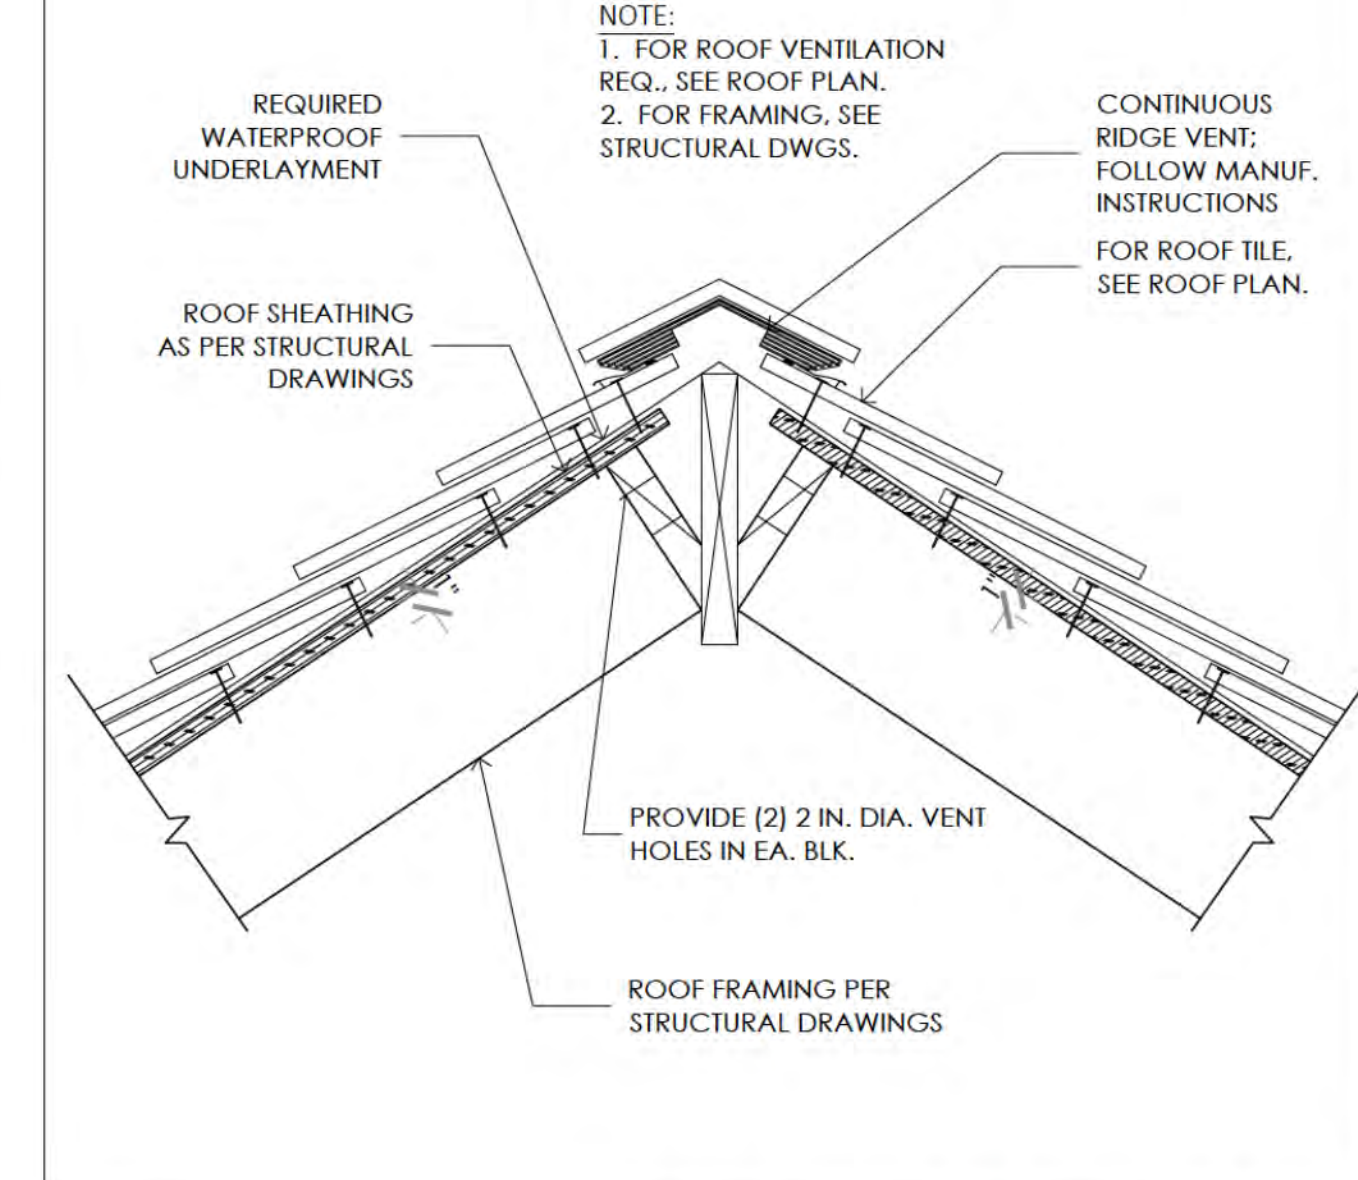 NOTE:
1. FOR ROOF VENTILATION
REQ., SEE ROOF PLAN.
2. FOR FRAMING, SEE
STRUCTURAL DWGS.
REQUIRED
WATERPROOF
UNDERLAYMENT
CONTINUOUS
RIDGE VENT;
FOLLOW MANUF.
INSTRUCTIONS
FOR ROOF TILE,
SEE ROOF PLAN.
ROOF SHEATHING
AS PER STRUCTURAL
DRAWINGS
1"
1"
PROVIDE (2) 2 IN. DIA. VENT
HOLES IN EA. BLK.
ROOF FRAMING PER
STRUCTURAL DRAWINGS